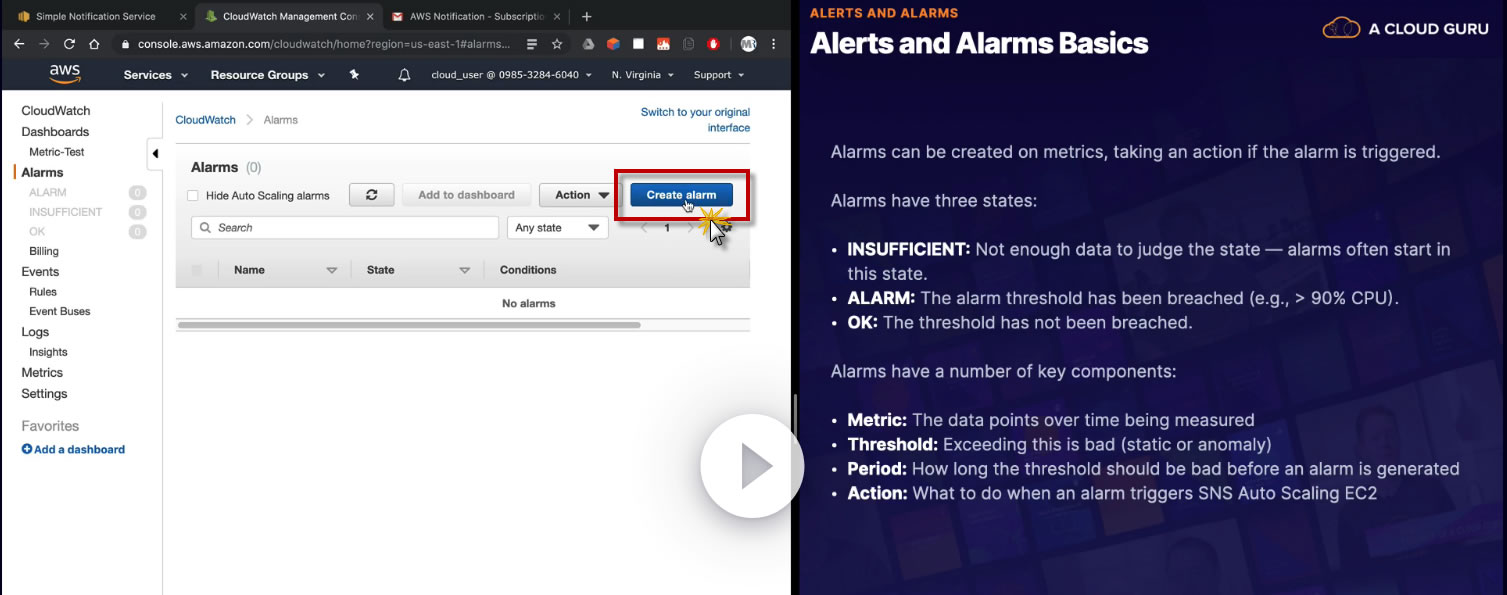 Simple Notification Service
CloudWatch Management Con
AWS Notification - Subscriptio
console.aws.amazon.com/cloudwatch/home?region=us-east-1#alarms...
aws
Services
Resource Groups
cloud_user @ 0985-3284-6040
N. Virginia
Support
CloudWatch
Dashboards
Metric-Test
Alarms
ALARM 0
INSUFFICIENT 0
OK 0
Billing
Events
Rules
Event Buses
Logs
Insights
Metrics
Settings
Favorites
Add a dashboard
CloudWatch
Alarms
Switch to your original
interface
Alarms (0)
Hide Auto Scaling alarms
Add to dashboard
Action
Create alarm
Search
Any state
1
Name
State
Conditions
No alarms
ALERTS AND ALARMS
Alerts and Alarms Basics
A CLOUD GURU
Alarms can be created on metrics, taking an action if the alarm is triggered.
Alarms have three states:
• INSUFFICIENT: Not enough data to judge the state — alarms often start in
this state.
• ALARM: The alarm threshold has been breached (e.g., > 90% CPU).
• OK: The threshold has not been breached.
Alarms have a number of key components:
• Metric: The data points over time being measured
• Threshold: Exceeding this is bad (static or anomaly)
• Period: How long the threshold should be bad before an alarm is generated
• Action: What to do when an alarm triggers SNS Auto Scaling EC2